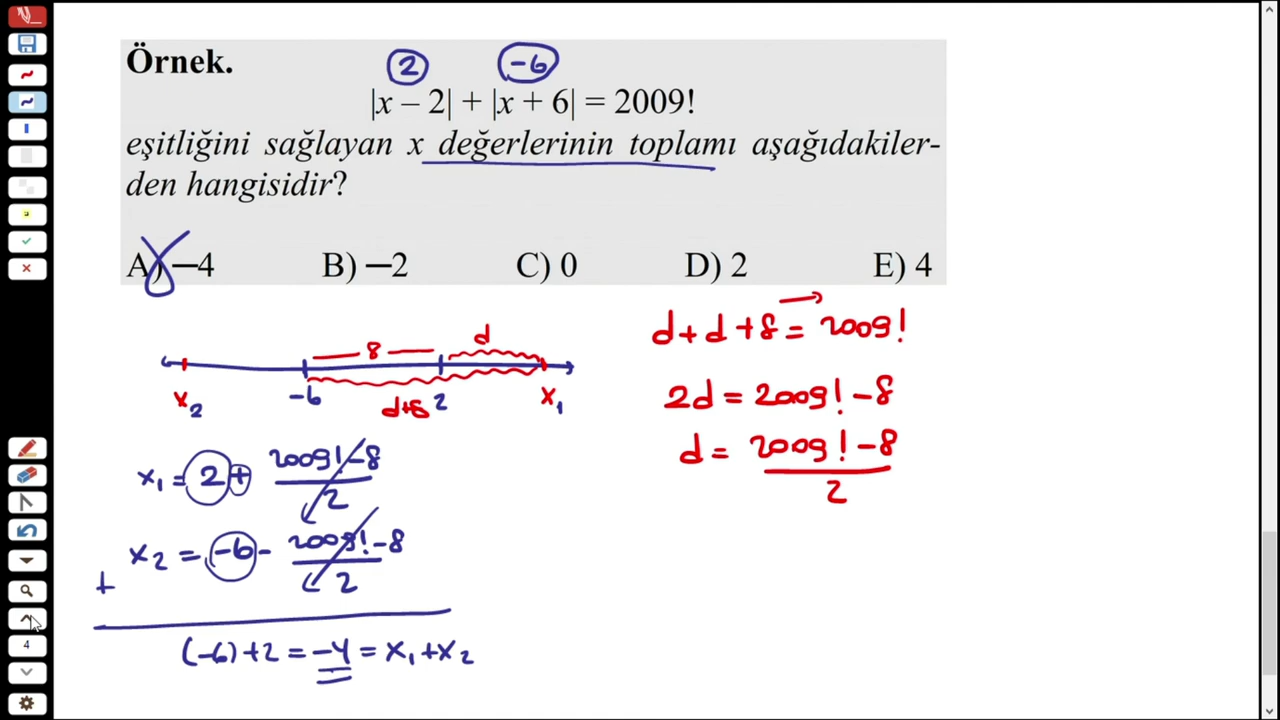 Örnek.
2 -6
|x – 2| + |x + 6| = 2009!
eşitliğini sağlayan x değerlerinin toplamı aşağıdakiler-
den hangisidir?
A) –4 B) –2 C) 0 D) 2 E) 4
d + d + 8 = 2009!
8 d
-6 d+8 2 x₁
x₂
2d = 2009! - 8
d = 2009! - 8
2
x₁ = 2 + 2009! - 8
2
x₂ = -6 - 2009! - 8
2
+
(-6) + 2 = -4 = x₁ + x₂
4